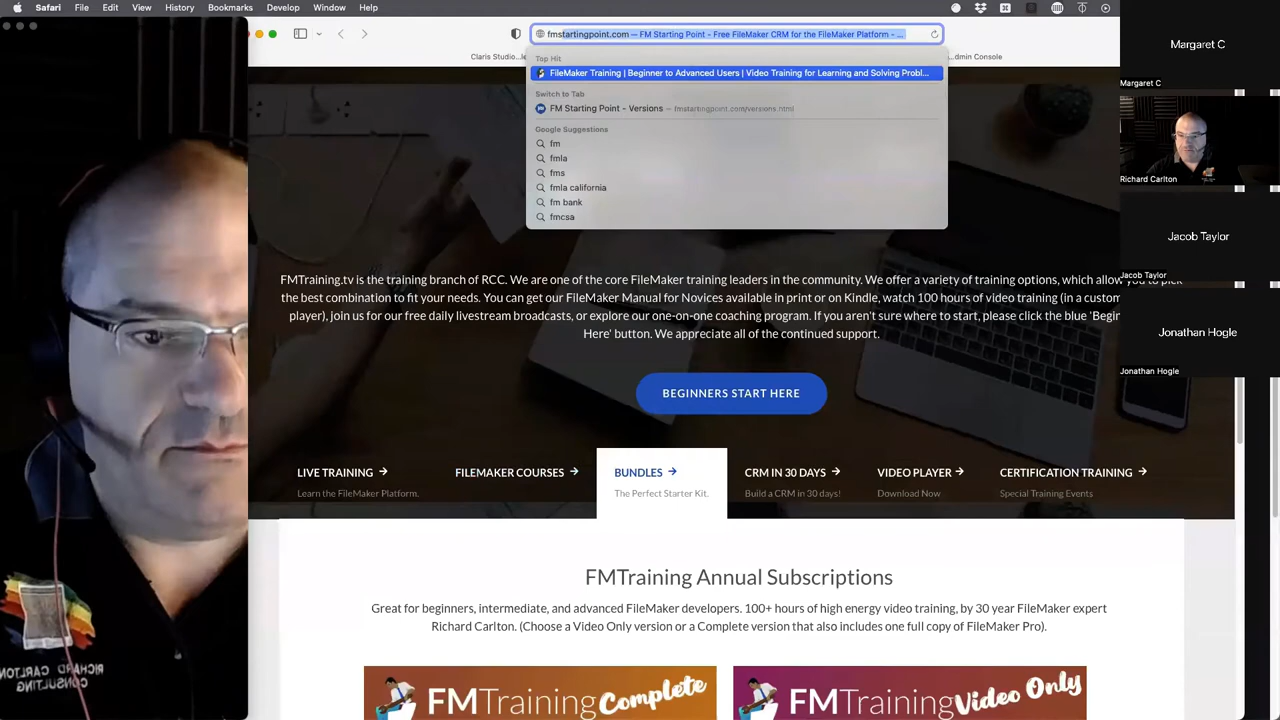 Safari File Edit View History Bookmarks Develop Window Help
fmstartingpoint.com — FM Starting Point - Free FileMaker CRM for the FileMaker Platform - ...
Claris Studio...
...dmin Console
Top Hit
FileMaker Training | Beginner to Advanced Users | Video Training for Learning and Solving Probl...
Switch to Tab
FM Starting Point - Versions — fmstartingpoint.com/versions.html
Google Suggestions
fm
fmla
fms
fmla california
fm bank
fmcsa
FMTraining.tv is the training branch of RCC. We are one of the core FileMaker training leaders in the community. We offer a variety of training options, which allow you to pick
the best combination to fit your needs. You can get our FileMaker Manual for Novices available in print or on Kindle, watch 100 hours of video training (in a custom
player), join us for our free daily livestream broadcasts, or explore our one-on-one coaching program. If you aren't sure where to start, please click the blue 'Begin
Here' button. We appreciate all of the continued support.
BEGINNERS START HERE
LIVE TRAINING
Learn the FileMaker Platform.
FILEMAKER COURSES
BUNDLES
The Perfect Starter Kit.
CRM IN 30 DAYS
Build a CRM in 30 days!
VIDEO PLAYER
Download Now
CERTIFICATION TRAINING
Special Training Events
FMTraining Annual Subscriptions
Great for beginners, intermediate, and advanced FileMaker developers. 100+ hours of high energy video training, by 30 year FileMaker expert
Richard Carlton. (Choose a Video Only version or a Complete version that also includes one full copy of FileMaker Pro).
FMTraining Complete
FMTraining Video Only
RICHARD CARLTON
CONSULTING
Margaret C
Margaret C
Richard Carlton
Jacob Taylor
Jacob Taylor
Jonathan Hogle
Jonathan Hogle